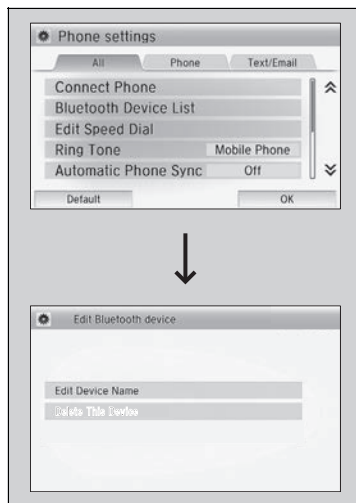 Phone settings
All Phone Text/Email
Connect Phone
Bluetooth Device List
Edit Speed Dial
Ring Tone Mobile Phone
Automatic Phone Sync Off
Default OK
Edit Bluetooth device
Edit Device Name
Delete This Device